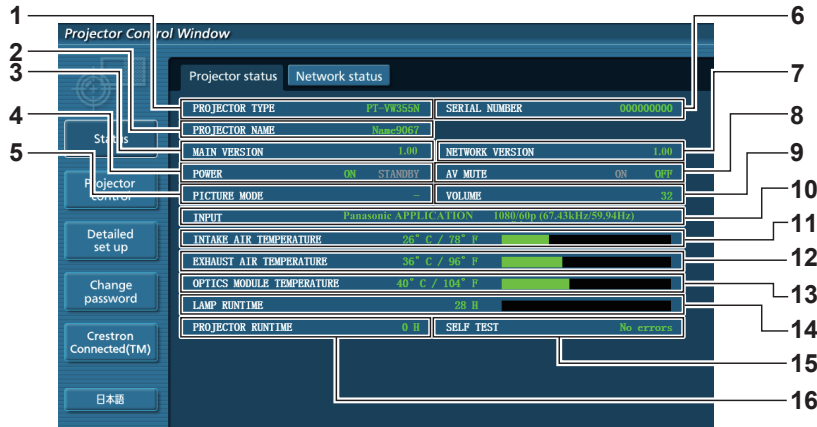 1
6
Projector Control Window
2
3
Projector status Network status
7
PROJECTOR TYPE PT-VW355N SERIAL NUMBER 000000000
4
8
PROJECTOR NAME Name9067
Status
MAIN VERSION 1.00 NETWORK VERSION 1.00
5
9
POWER ON STANDBY AV MUTE ON OFF
Projector
control
PICTURE MODE – VOLUME 32
10
INPUT Panasonic APPLICATION 1080/60p (67.43kHz/59.94Hz)
11
Detailed
set up
INTAKE AIR TEMPERATURE 26° C / 78° F
12
EXHAUST AIR TEMPERATURE 36° C / 96° F
Change
password
OPTICS MODULE TEMPERATURE 40° C / 104° F
13
LAMP RUNTIME 28 H
14
Crestron
Connected(TM)
PROJECTOR RUNTIME 0 H SELF TEST No errors
15
日本語
16